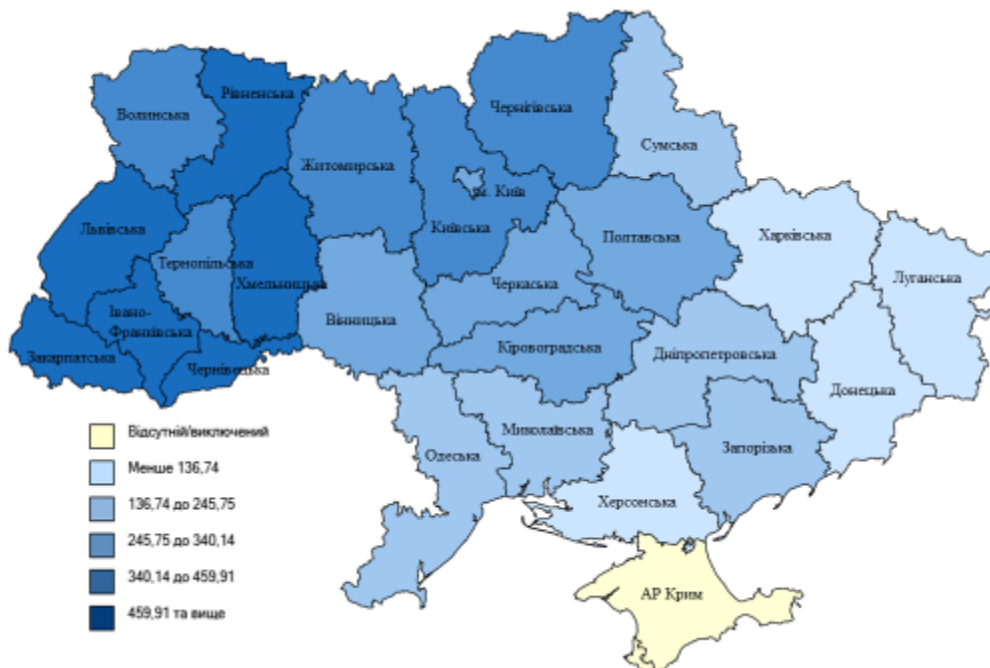 Рівненська
Чернігівська
Волинська
Сумська
Житомирська
м. Київ
Львівська
Київська
Полтавська
Харківська
Луганська
Тернопільська
Хмельницька
Черкаська
Івано-
Франківська
Вінницька
Кіровоградська
Дніпропетровська
Закарпатська
Чернівецька
Донецька
Миколаївська
Одеська
Запорізька
Херсонська
АР Крим
Відсутній/виключений
Менше 136,74
136,74 до 245,75
245,75 до 340,14
340,14 до 459,91
459,91 та вище